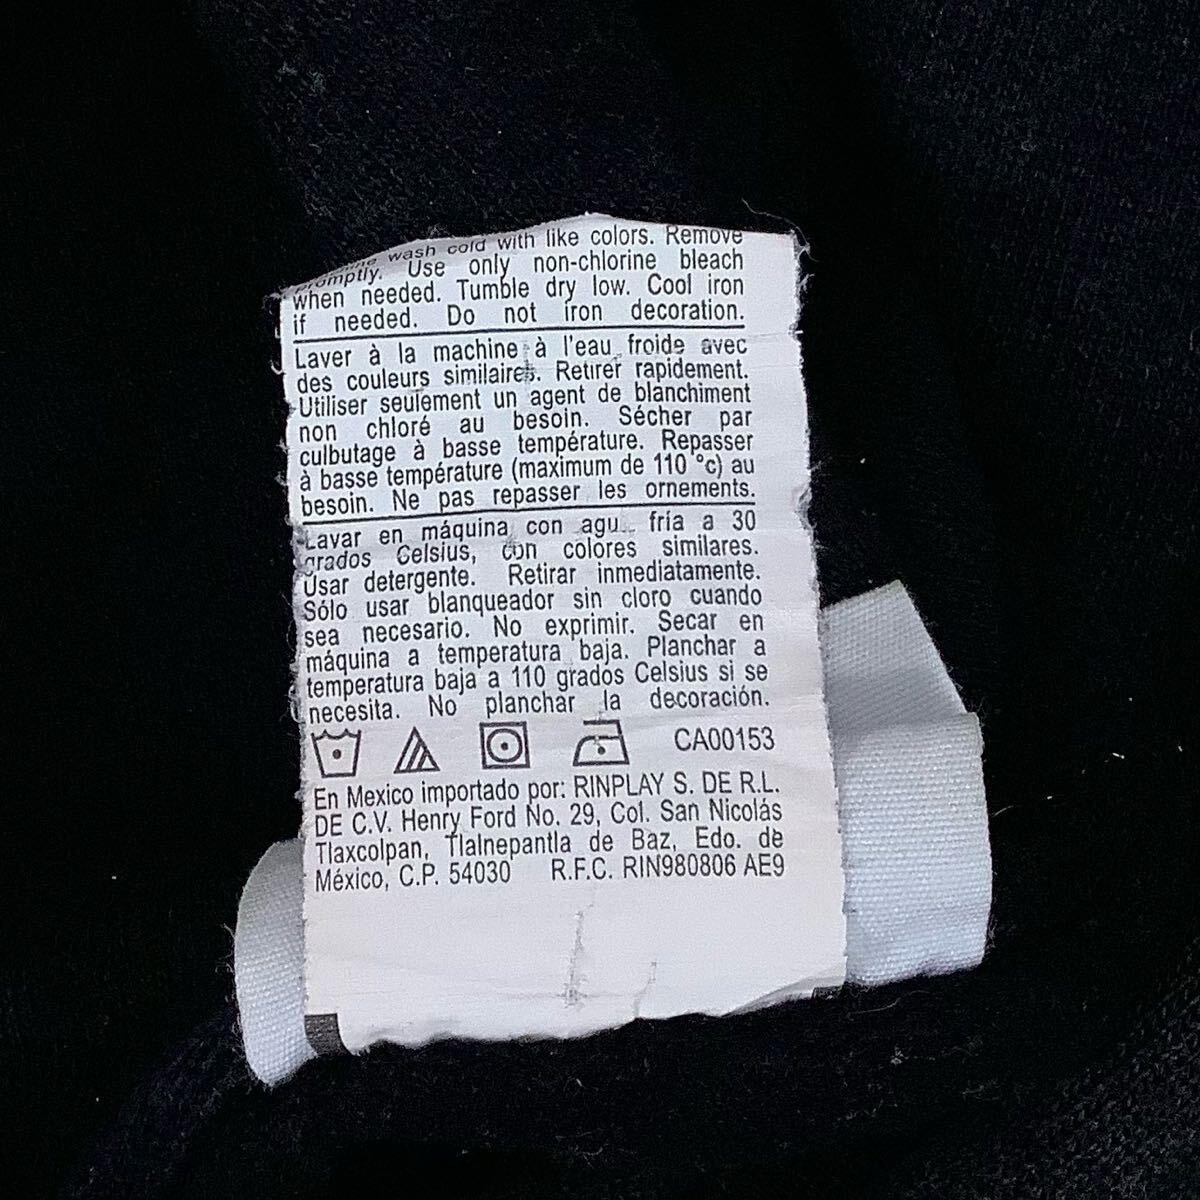 wash cold with like colors. Remove
promptly. Use only non-chlorine bleach
when needed. Tumble dry low. Cool iron
if needed. Do not iron decoration.
Laver à la machine à l'eau froide avec
des couleurs similaires. Retirer rapidement.
Utiliser seulement un agent de blanchiment
non chloré au besoin. Sécher par
culbutage à basse température. Repasser
à basse température (maximum de 110 °c) au
besoin. Ne pas repasser les ornements.
Lavar en máquina con agu fría a 30
grados Celsius, con colores similares.
Usar detergente. Retirar inmediatamente.
Sólo usar blanqueador sin cloro cuando
sea necesario. No exprimir. Secar en
máquina a temperatura baja. Planchar a
temperatura baja a 110 grados Celsius si se
necesita. No planchar la decoración.
CA00153
En Mexico importado por: RINPLAY S. DE R.L.
DE C.V. Henry Ford No. 29, Col. San Nicolás
Tlaxcolpan, Tlalnepantla de Baz, Edo. de
México, C.P. 54030 R.F.C. RIN980806 AE9